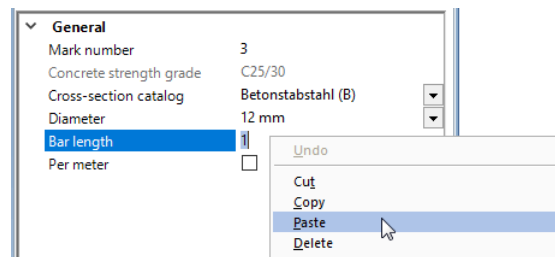 General
Mark number 3
Concrete strength grade C25/30
Cross-section catalog Betonstabstahl (B)
Diameter 12 mm
Bar length 1
Per meter
Undo
Cut
Copy
Paste
Delete